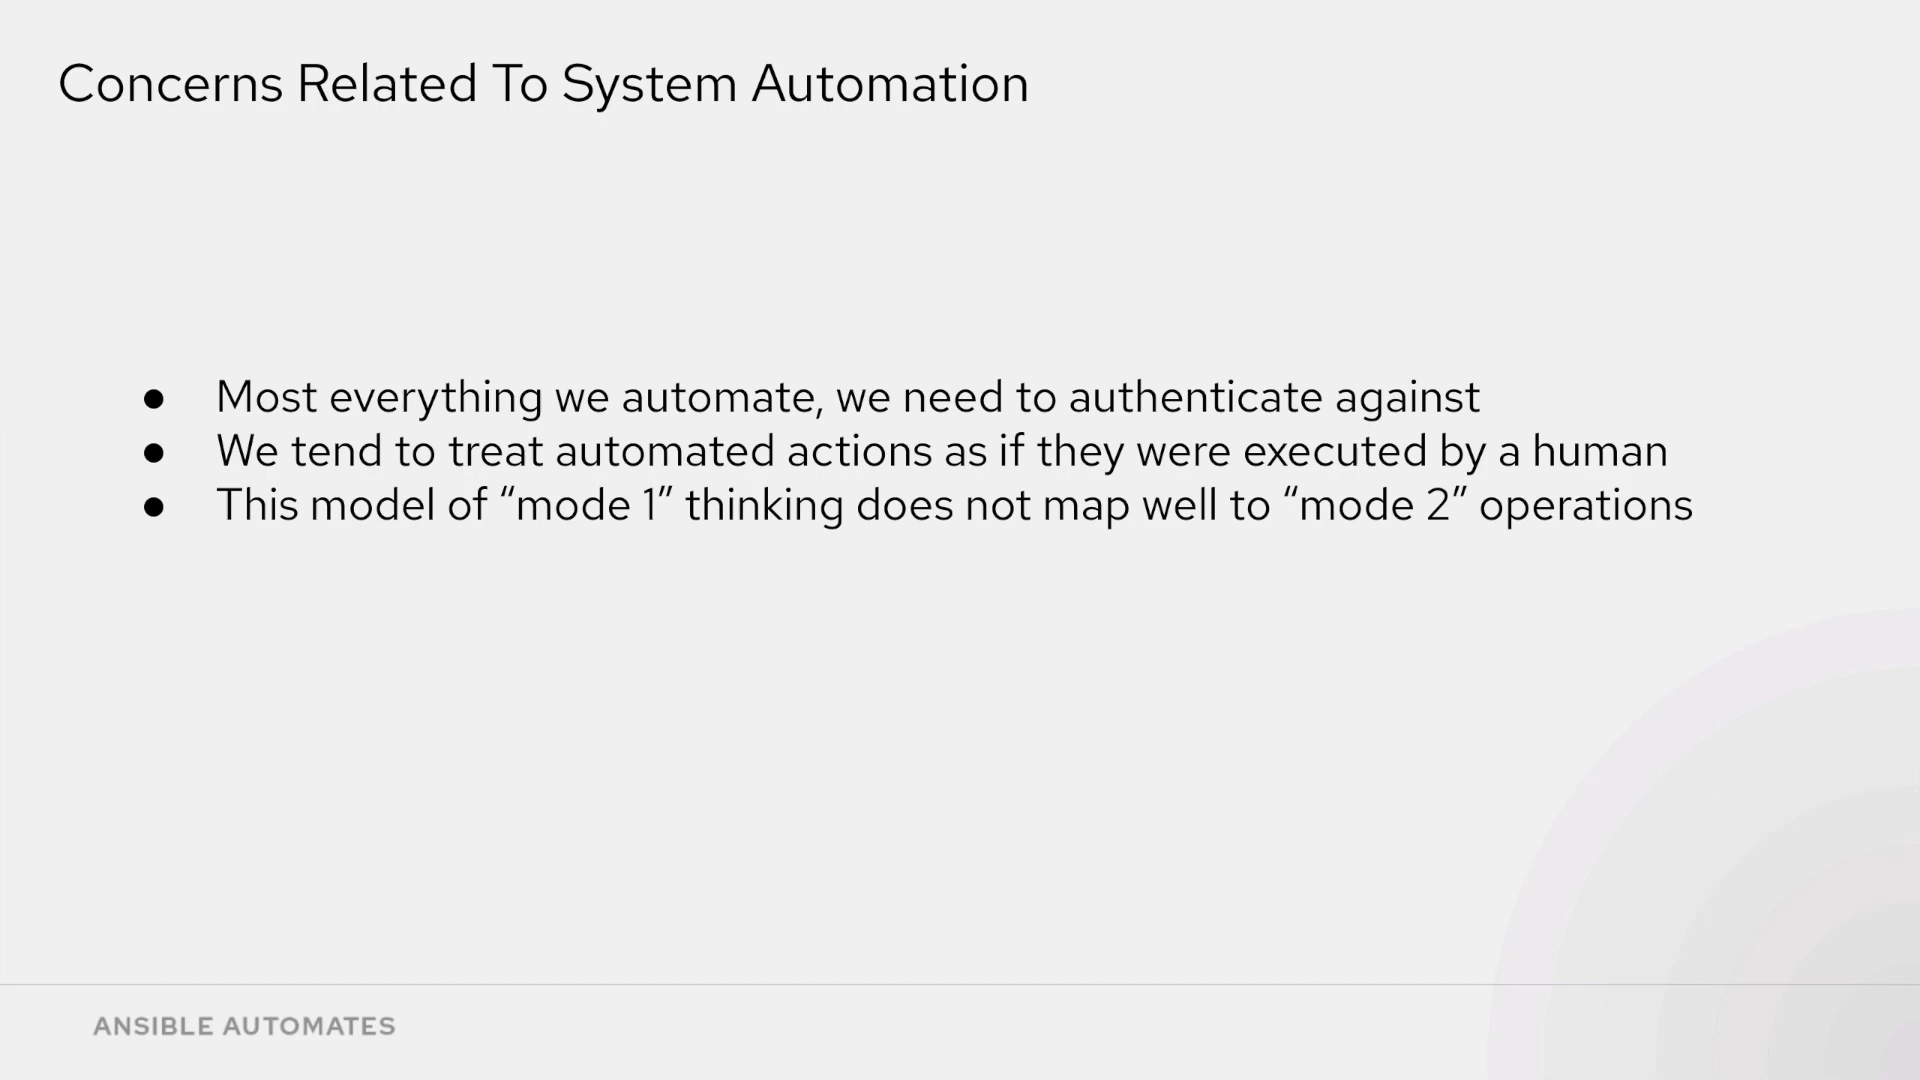 Concerns Related To System Automation
● Most everything we automate, we need to authenticate against
● We tend to treat automated actions as if they were executed by a human
● This model of “mode 1” thinking does not map well to “mode 2” operations
ANSIBLE AUTOMATES